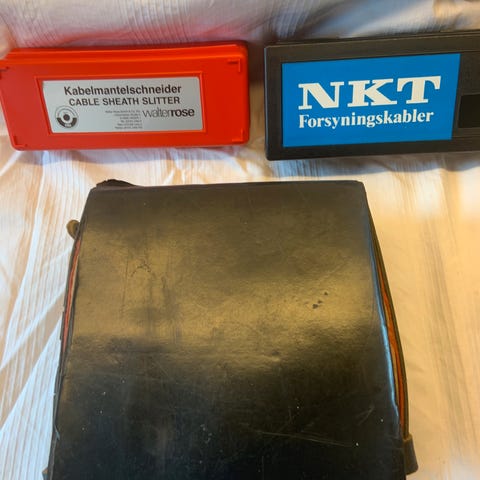 Kabelmantelschneider
CABLE SHEATH SLITTER
walterrose
NKT
Forsyningskabler